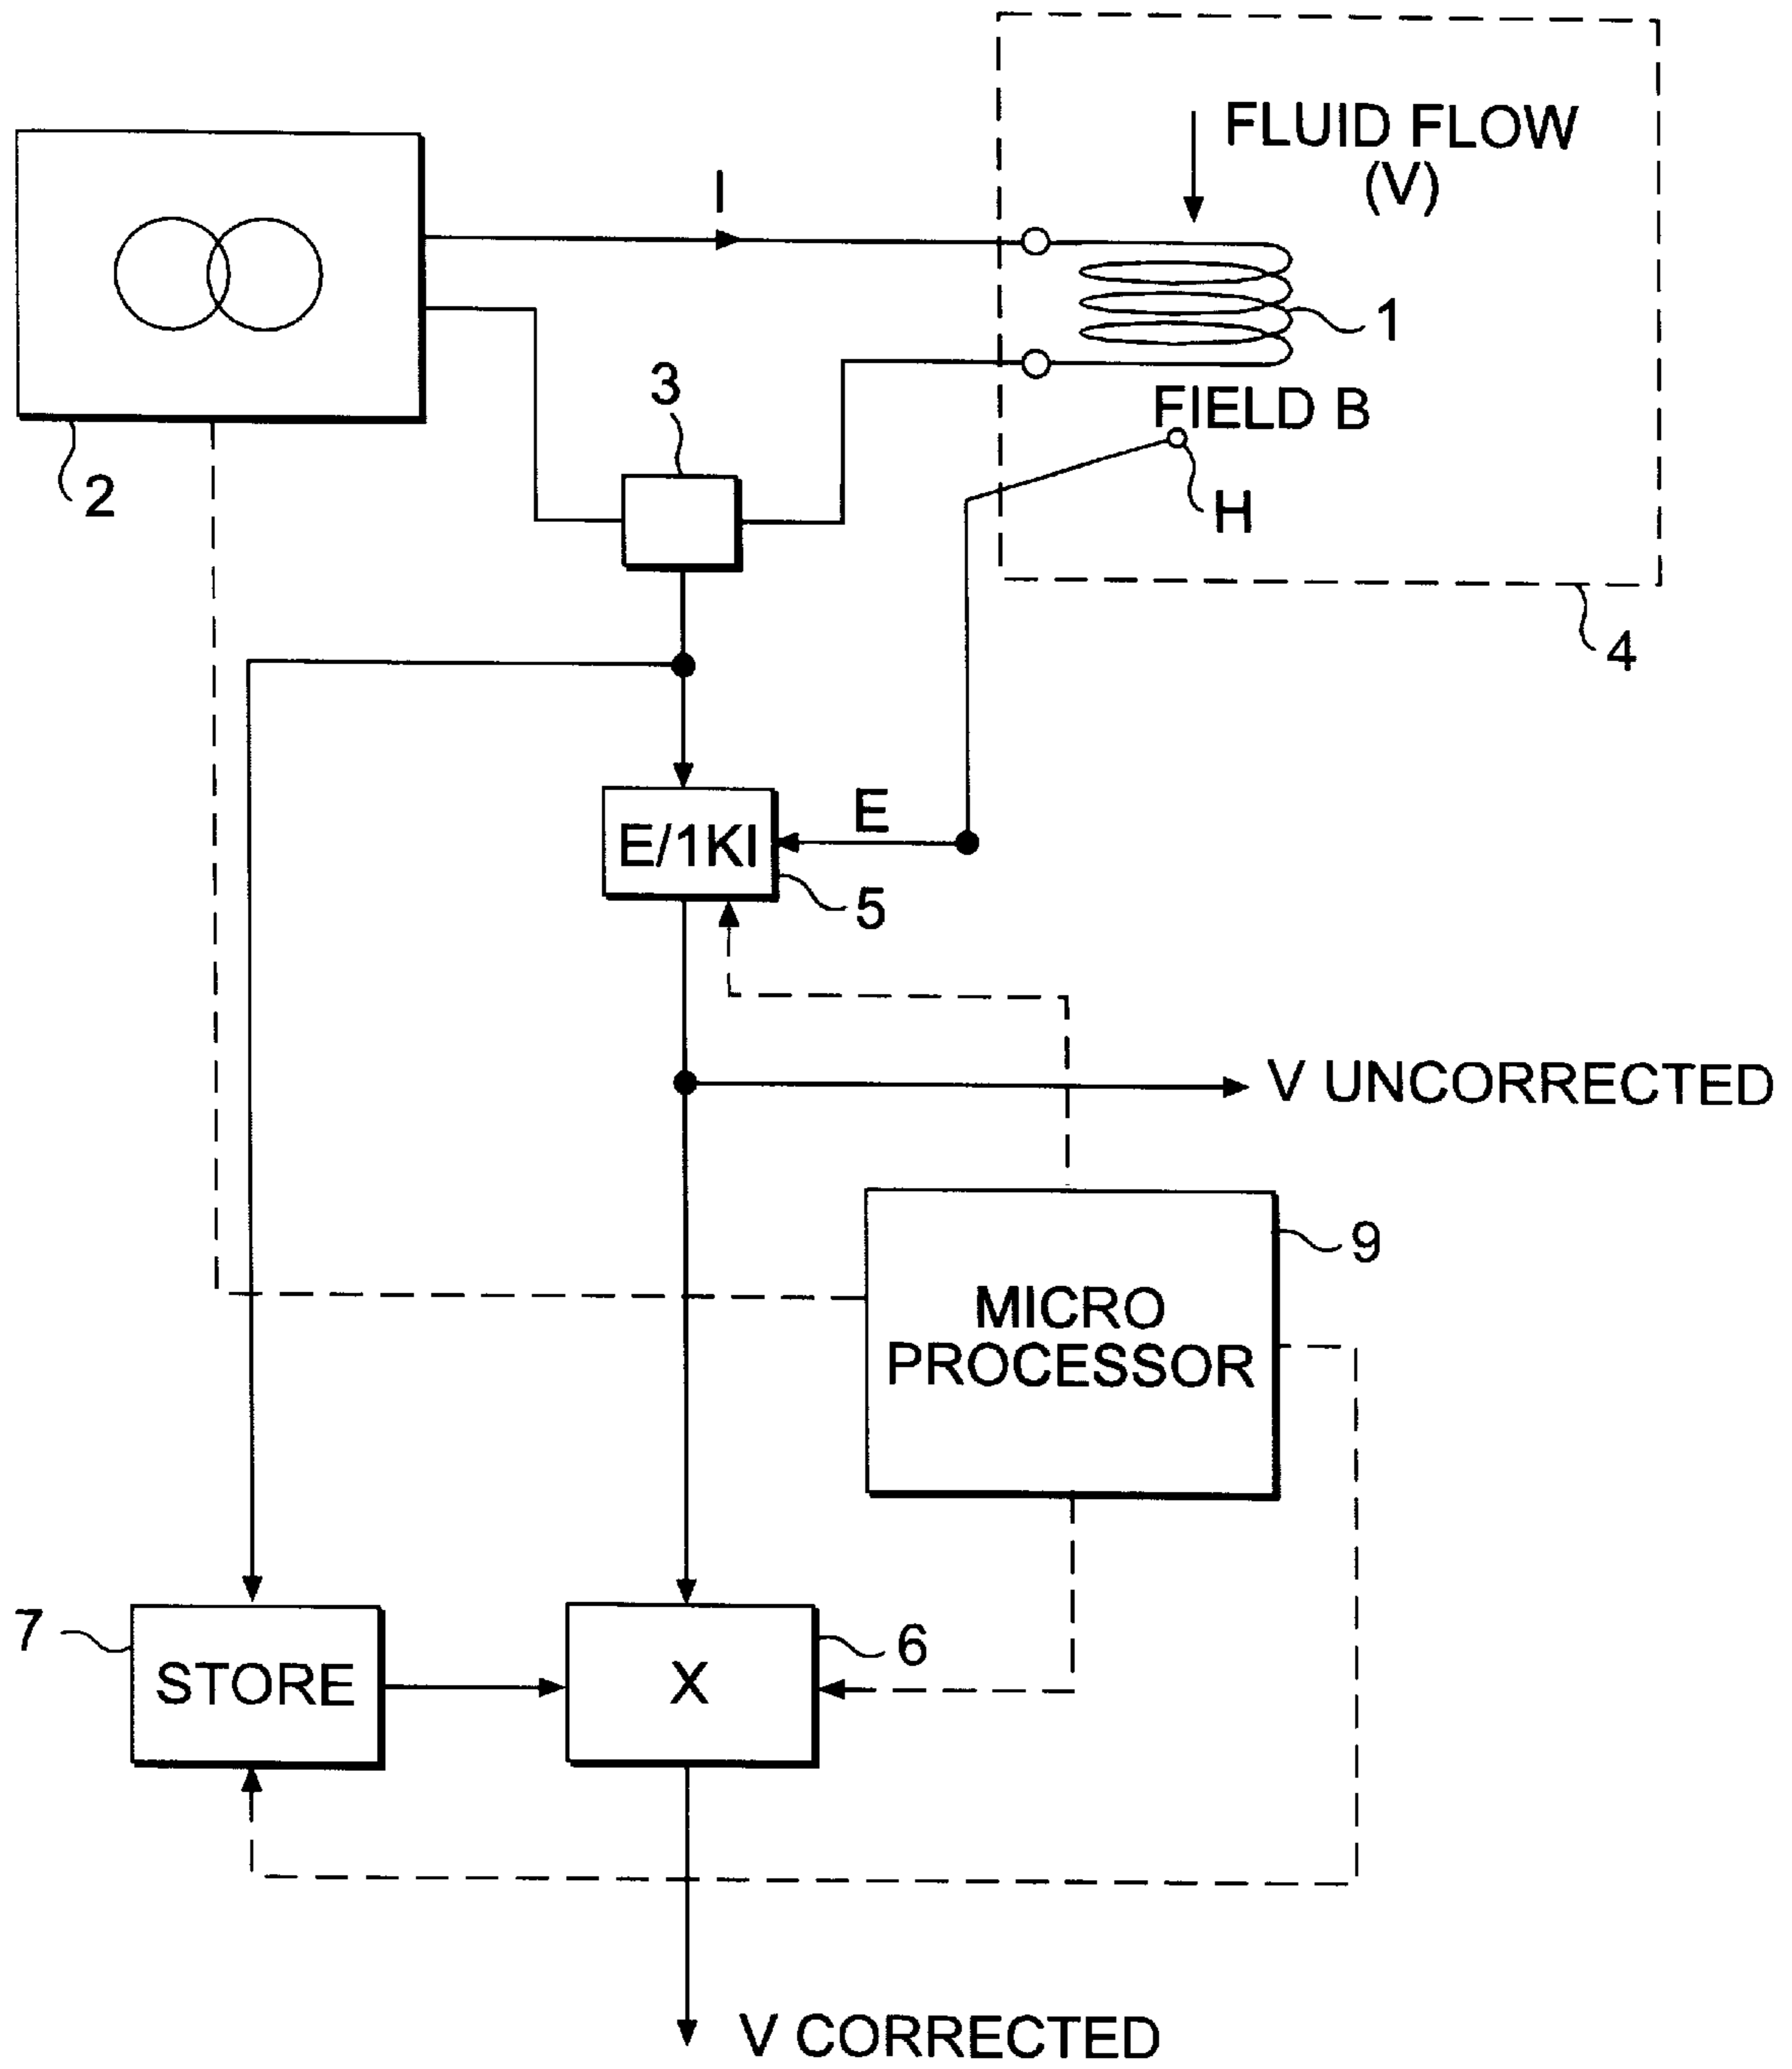 FLUID FLOW
(V)
I
1
3
FIELD B
2
H
4
E
E/1KI
5
V UNCORRECTED
9
MICRO
PROCESSOR
7
6
STORE
X
V CORRECTED